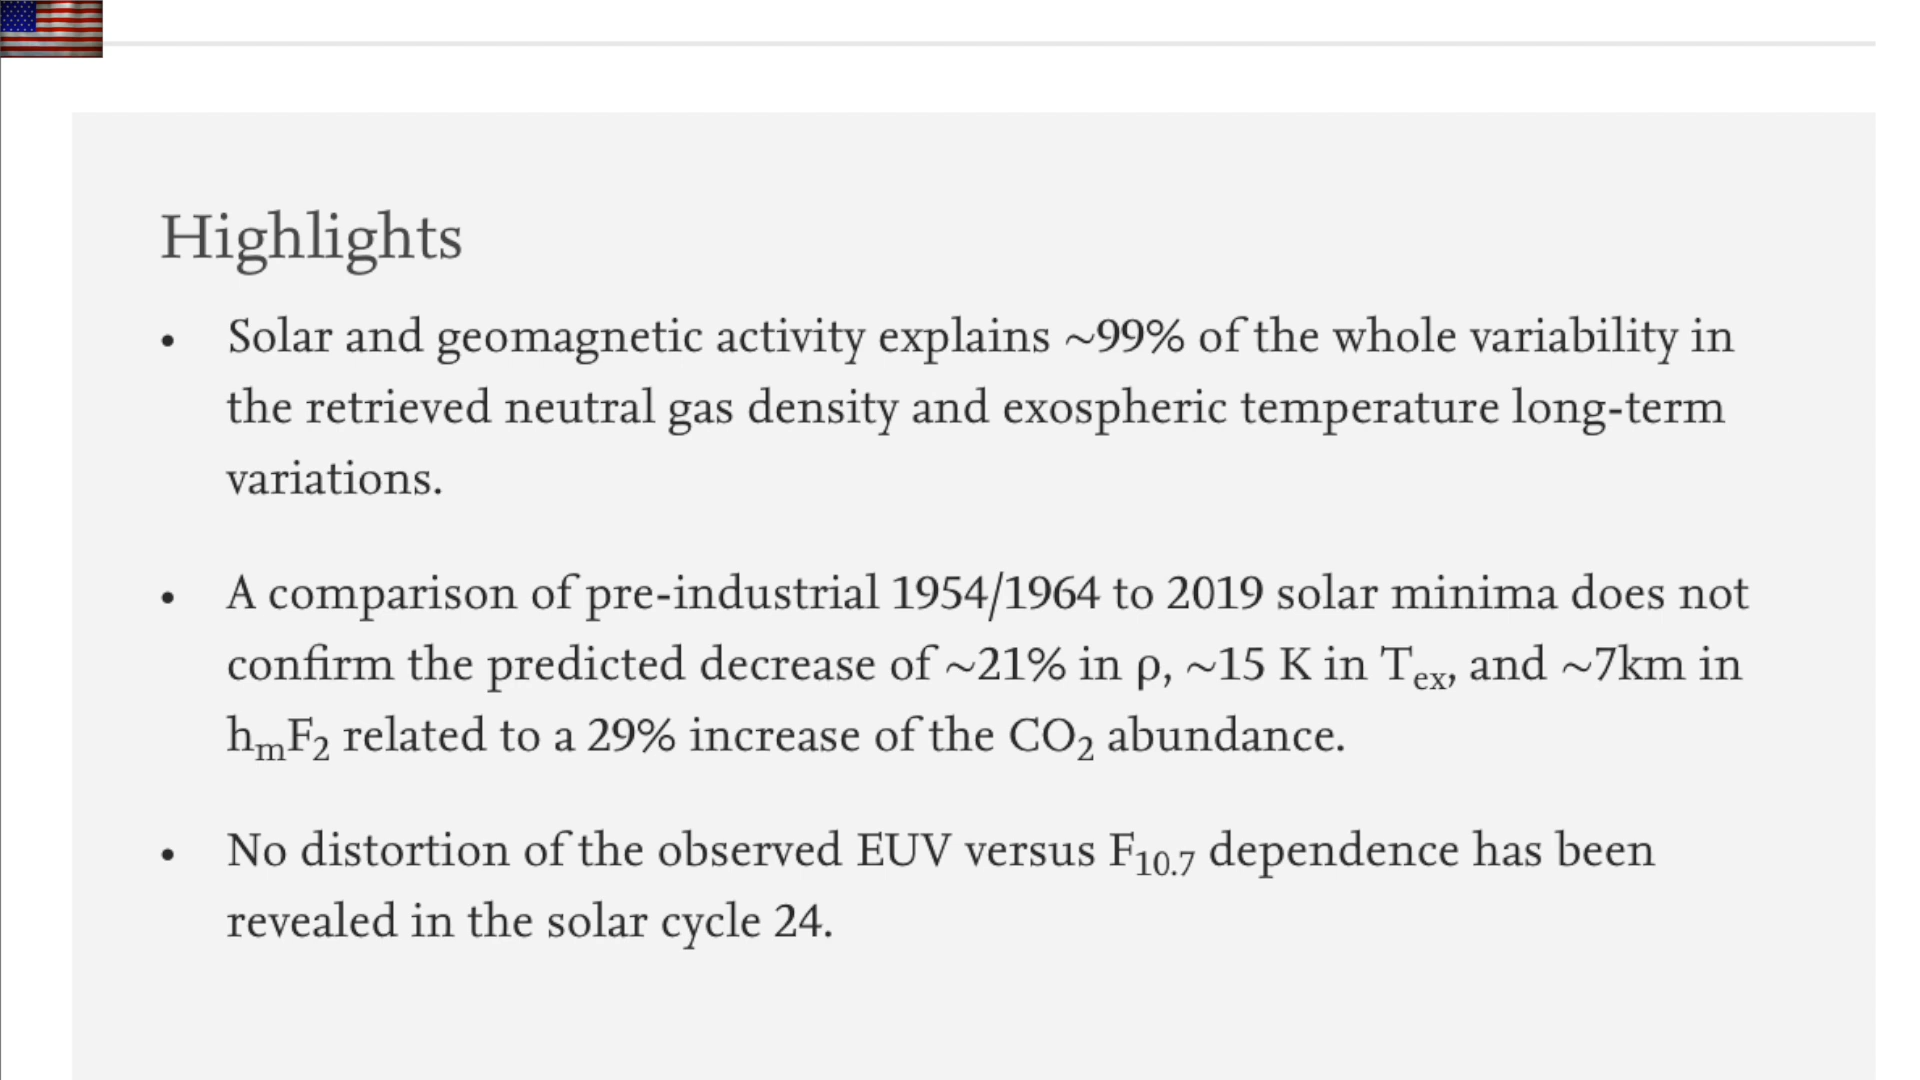 Highlights
• Solar and geomagnetic activity explains ~99% of the whole variability in
the retrieved neutral gas density and exospheric temperature long-term
variations.
• A comparison of pre-industrial 1954/1964 to 2019 solar minima does not
confirm the predicted decrease of ~21% in ρ, ~15 K in Tₑₓ, and ~7km in
hₘF₂ related to a 29% increase of the CO₂ abundance.
• No distortion of the observed EUV versus F₁₀.₇ dependence has been
revealed in the solar cycle 24.